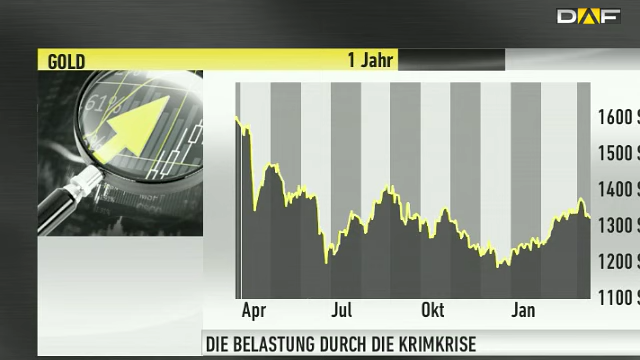 DAF
GOLD
1 Jahr
61%
1600 $
1500 $
1400 $
1300 $
1200 $
1100 $
Apr
Jul
Okt
Jan
DIE BELASTUNG DURCH DIE KRIMKRISE